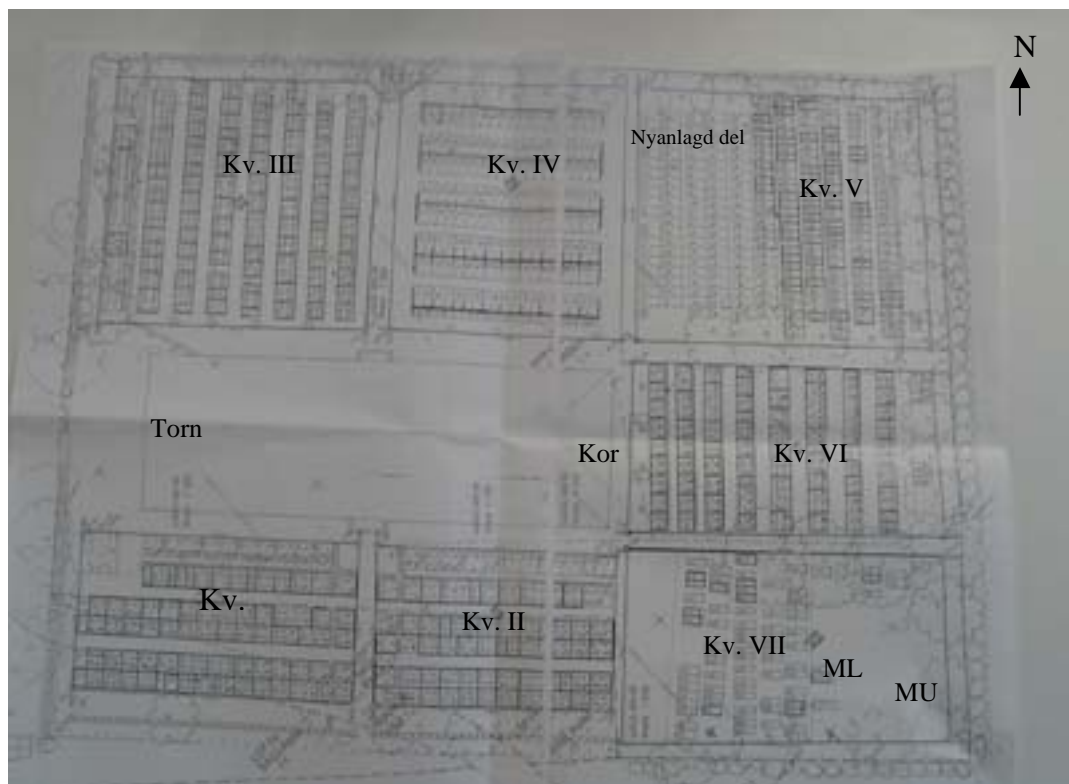 N
Nyanlagd del
Kv. III
Kv. IV
Kv. V
Torn
Kor
Kv. VI
Kv.
Kv. II
Kv. VII
ML
MU